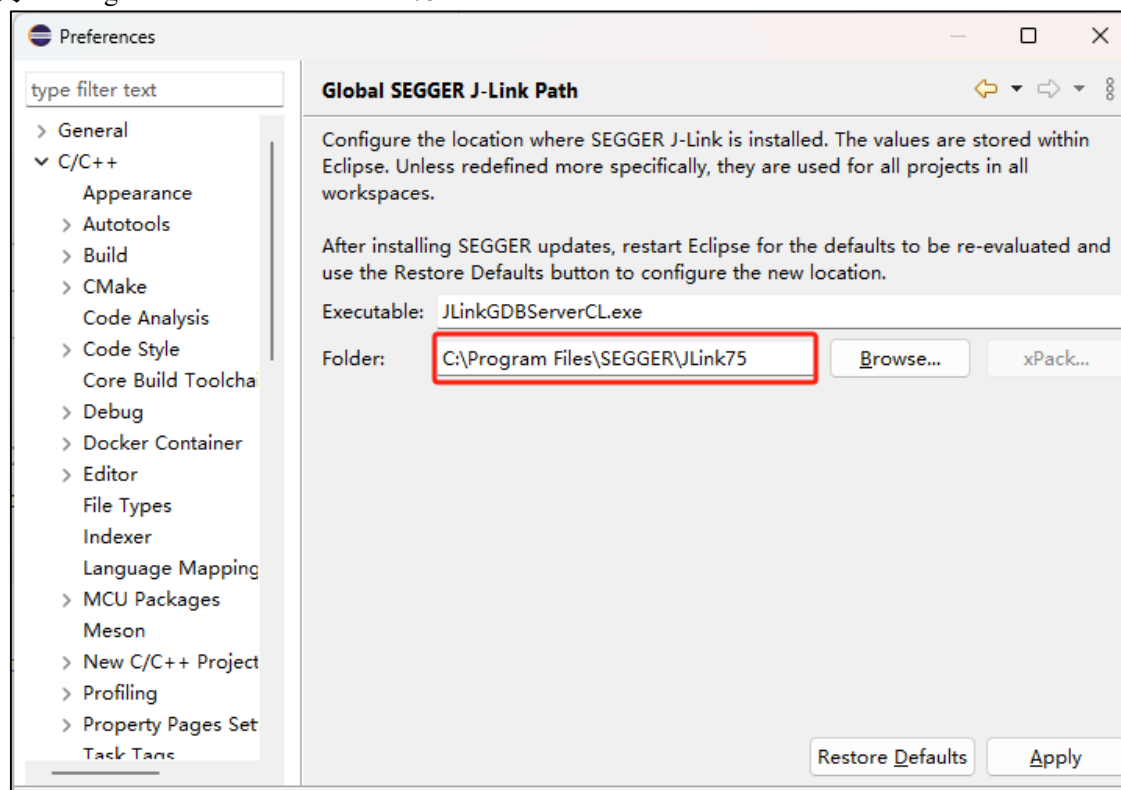 Preferences
type filter text
General
C/C++
Appearance
Autotools
Build
CMake
Code Analysis
Code Style
Core Build Toolchai
Debug
Docker Container
Editor
File Types
Indexer
Language Mapping
MCU Packages
Meson
New C/C++ Project
Profiling
Property Pages Set
Task Tags
Global SEGGER J-Link Path
Configure the location where SEGGER J-Link is installed. The values are stored within
Eclipse. Unless redefined more specifically, they are used for all projects in all
workspaces.
After installing SEGGER updates, restart Eclipse for the defaults to be re-evaluated and
use the Restore Defaults button to configure the new location.
Executable: JLinkGDBServerCL.exe
Folder: C:\Program Files\SEGGER\JLink75 Browse... xPack...
Restore Defaults Apply